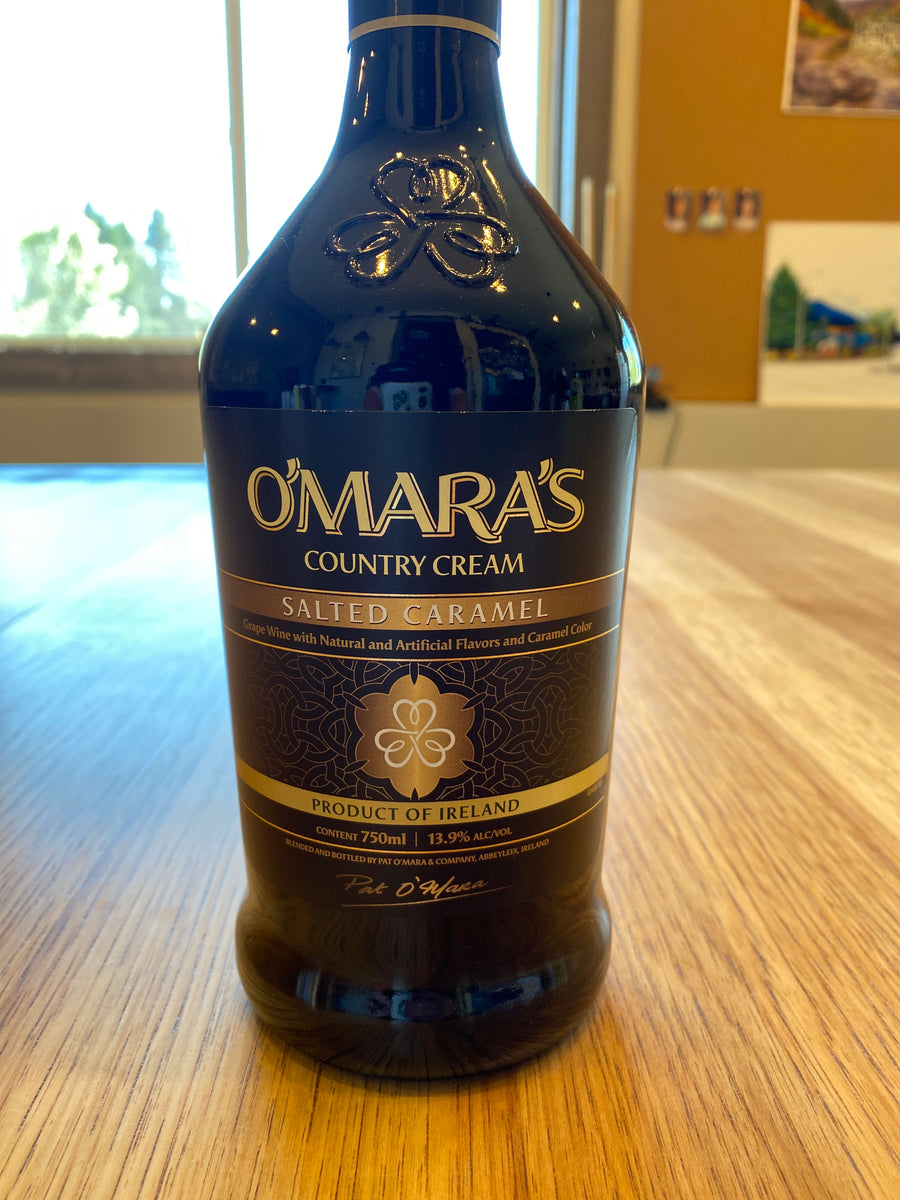 O'MARA'S
COUNTRY CREAM
SALTED CARAMEL
Grape Wine with Natural and Artificial Flavors and Caramel Color
PRODUCT OF IRELAND
CONTENT 750ml | 13.9% ALC/VOL
BLENDED AND BOTTLED BY PAT O'MARA & COMPANY, ABBEYLEIX, IRELAND
Pat O'Mara